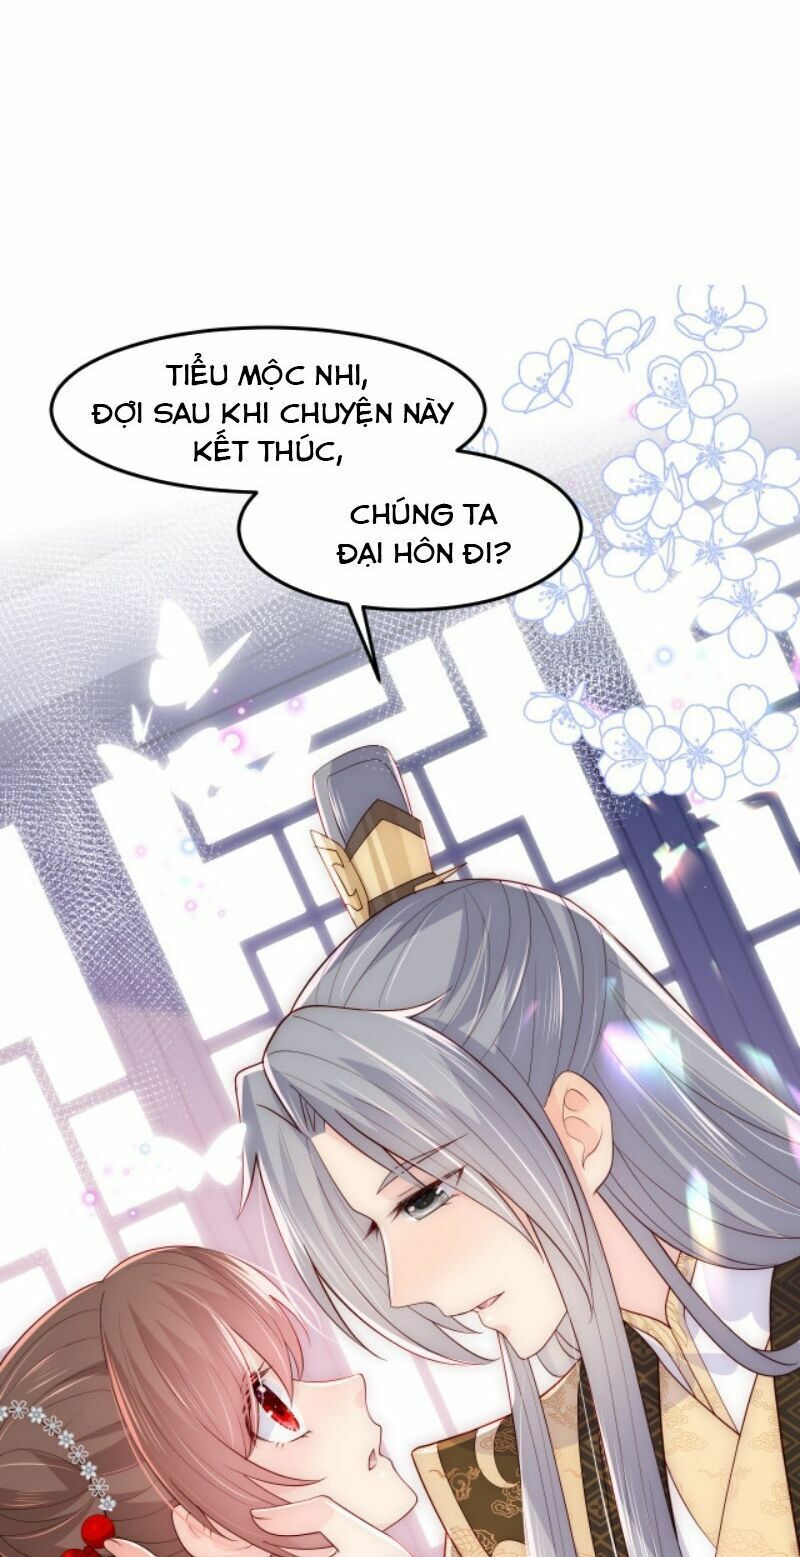 TIỂU MỘC NHI,
ĐỢI SAU KHI CHUYỆN NÀY
KẾT THÚC,
CHÚNG TA
ĐẠI HÔN ĐI?